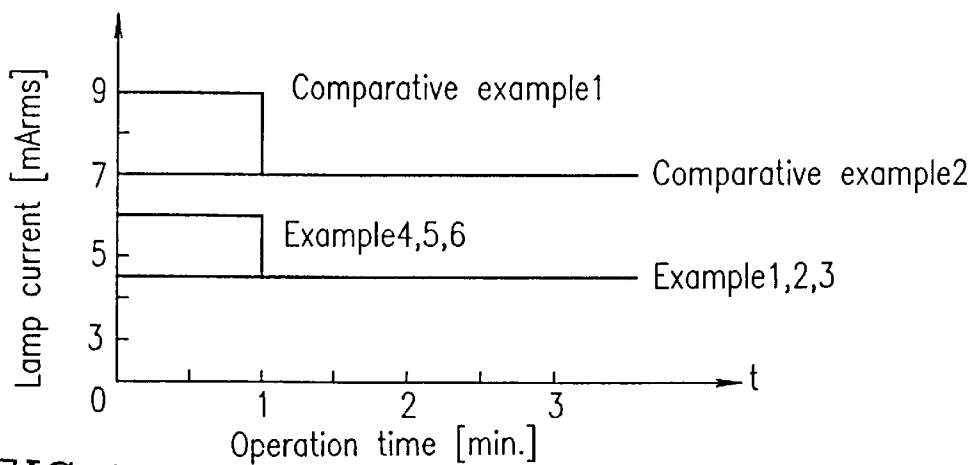 Lamp current [mArms]
9
7
5
3
0
Comparative example1
Comparative example2
Example4,5,6
Example1,2,3
t
1 2 3
Operation time [min.]